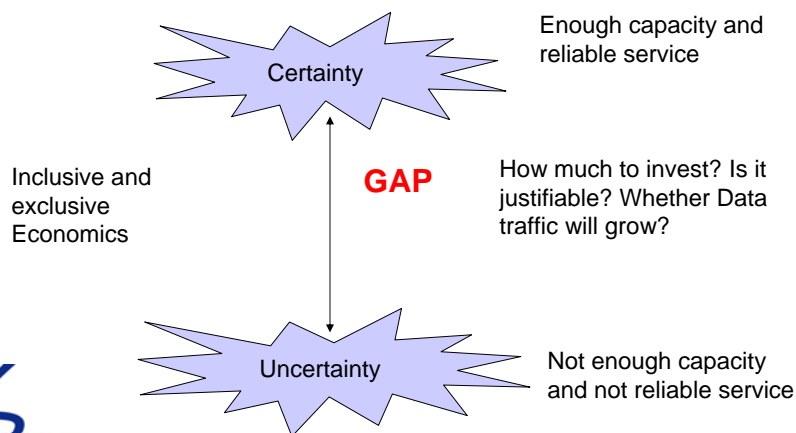 Enough capacity and
reliable service
Certainty
Inclusive and
exclusive
Economics
GAP
How much to invest? Is it
justifiable? Whether Data
traffic will grow?
Uncertainty
Not enough capacity
and not reliable service